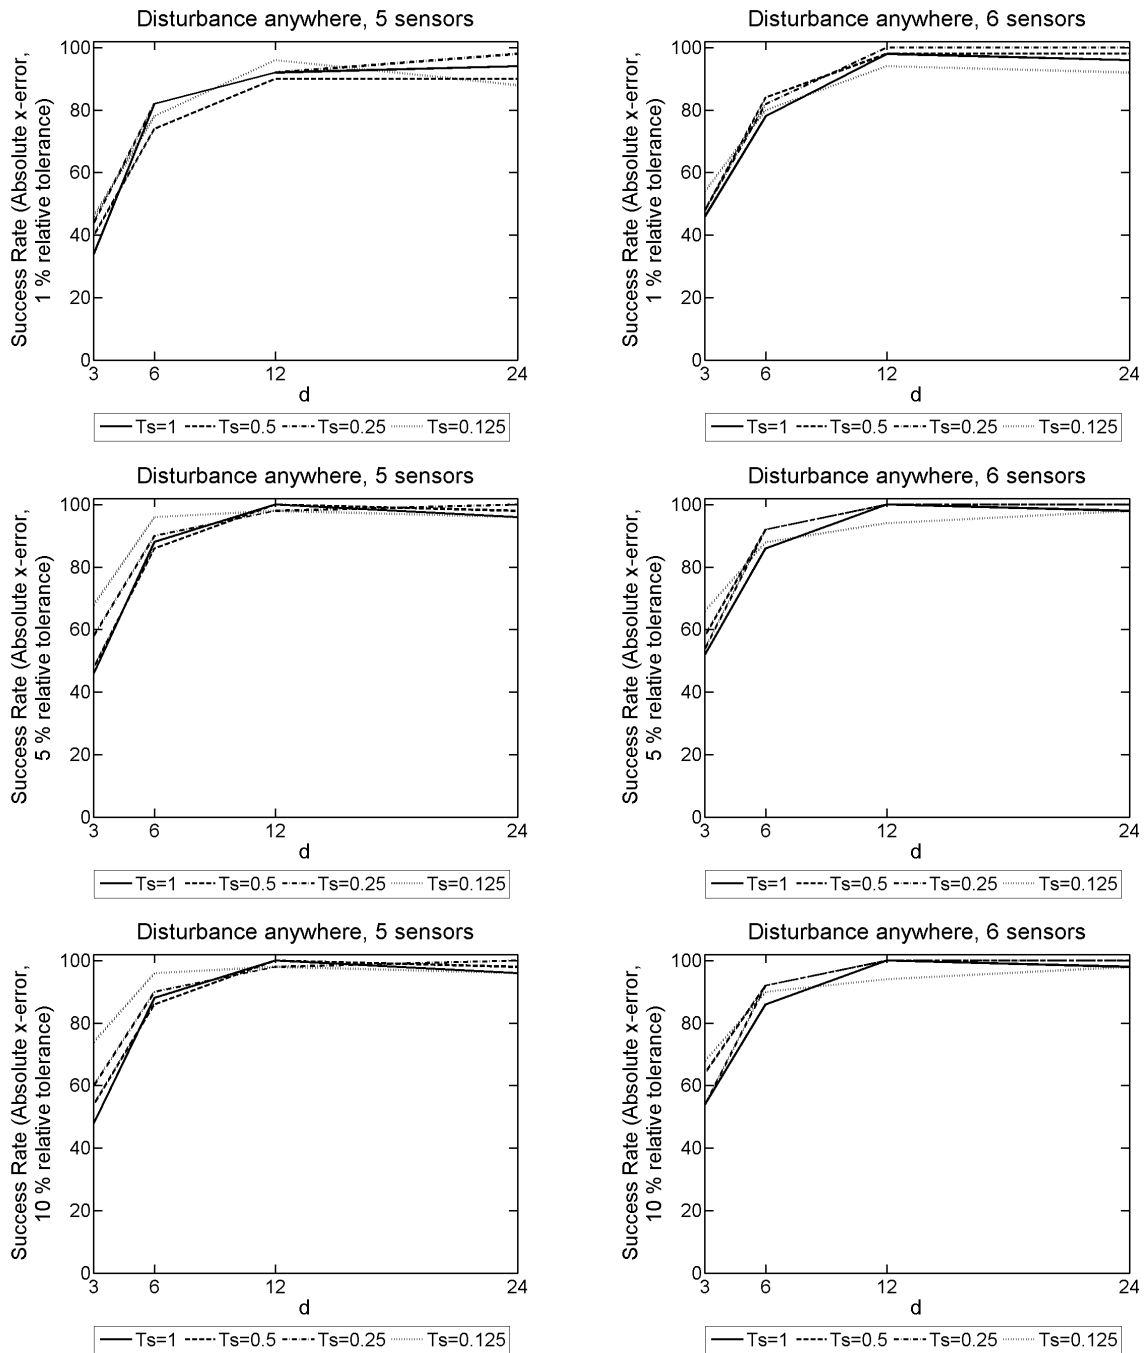 Disturbance anywhere, 5 sensors
Success Rate (Absolute x-error,
1 % relative tolerance)
100
80
60
40
20
0
3 6 12 24
d
Ts=1 Ts=0.5 Ts=0.25 Ts=0.125
Disturbance anywhere, 6 sensors
Success Rate (Absolute x-error,
1 % relative tolerance)
100
80
60
40
20
0
3 6 12 24
d
Ts=1 Ts=0.5 Ts=0.25 Ts=0.125
Disturbance anywhere, 5 sensors
Success Rate (Absolute x-error,
5 % relative tolerance)
100
80
60
40
20
0
3 6 12 24
d
Ts=1 Ts=0.5 Ts=0.25 Ts=0.125
Disturbance anywhere, 6 sensors
Success Rate (Absolute x-error,
5 % relative tolerance)
100
80
60
40
20
0
3 6 12 24
d
Ts=1 Ts=0.5 Ts=0.25 Ts=0.125
Disturbance anywhere, 5 sensors
Success Rate (Absolute x-error,
10 % relative tolerance)
100
80
60
40
20
0
3 6 12 24
d
Ts=1 Ts=0.5 Ts=0.25 Ts=0.125
Disturbance anywhere, 6 sensors
Success Rate (Absolute x-error,
10 % relative tolerance)
100
80
60
40
20
0
3 6 12 24
d
Ts=1 Ts=0.5 Ts=0.25 Ts=0.125